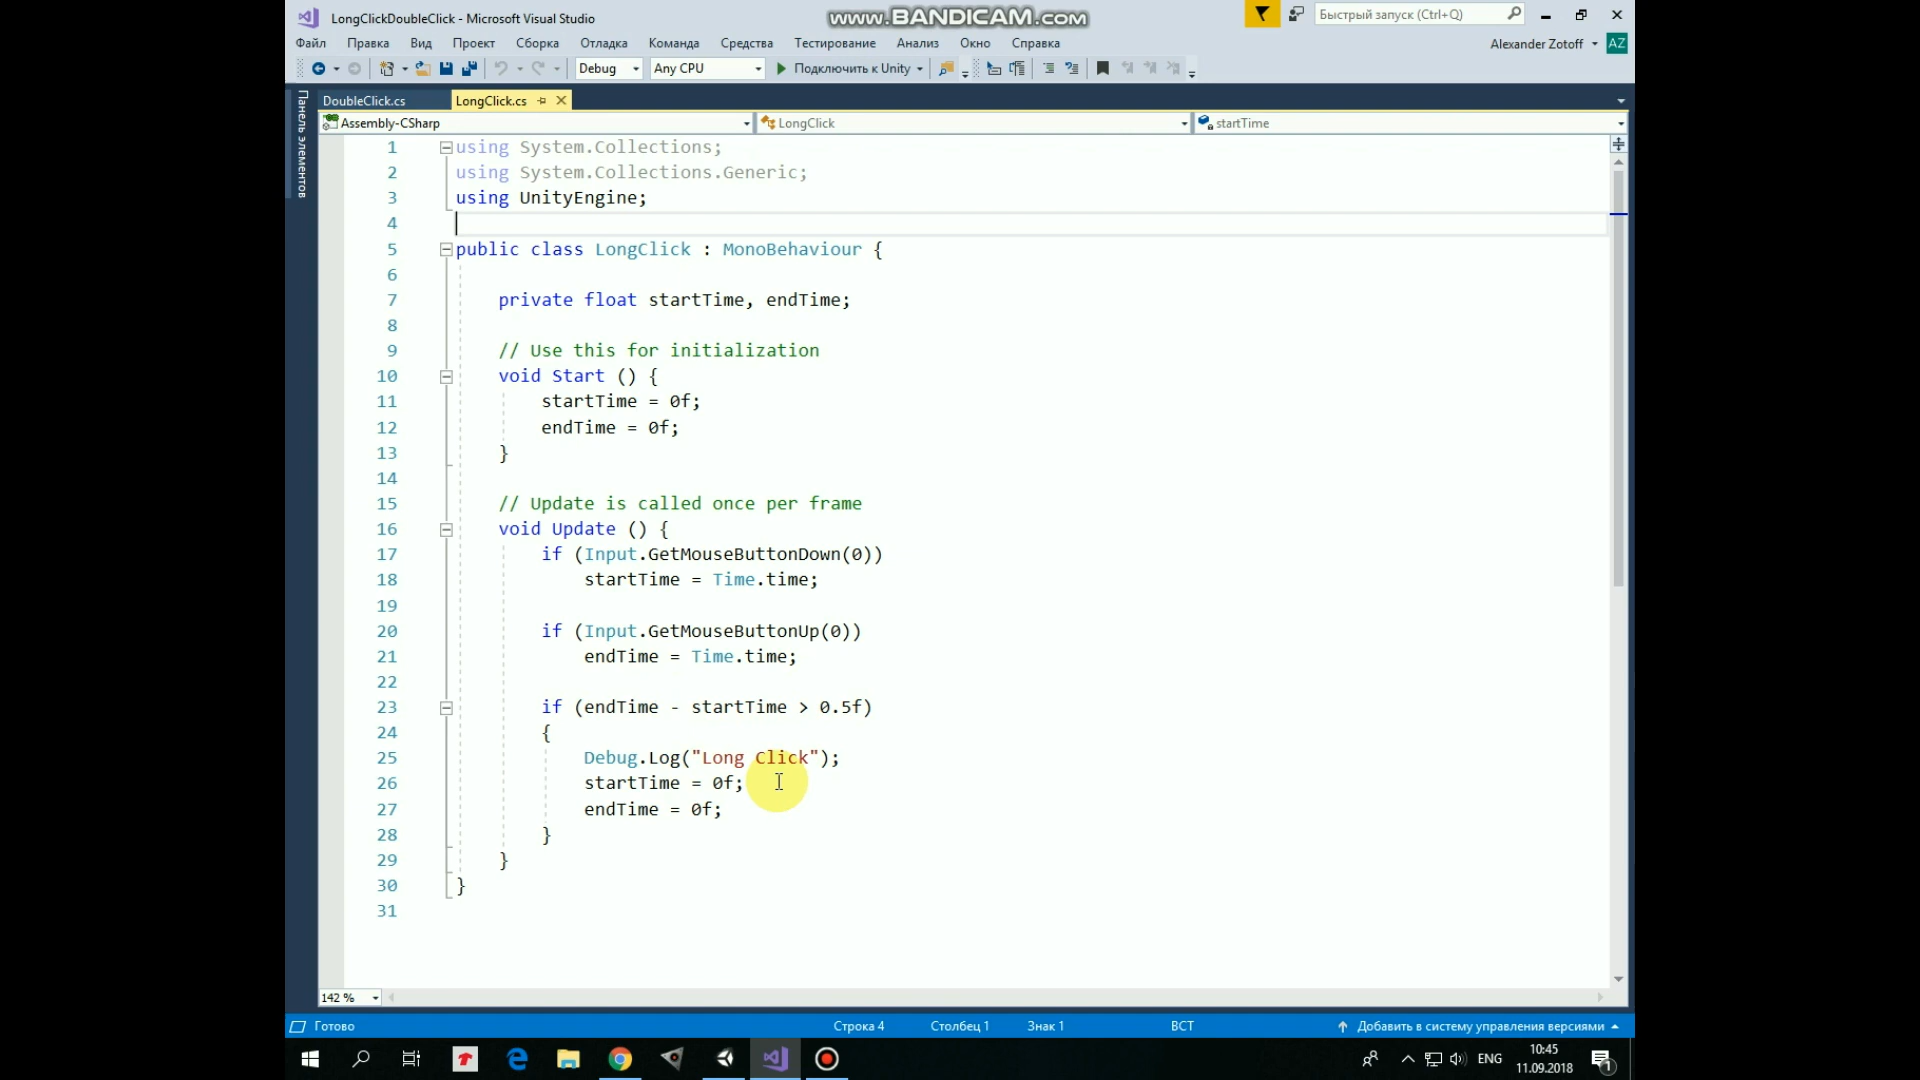 LongClickDoubleClick - Microsoft Visual Studio
www.BANDICAM.com
Быстрый запуск (Ctrl+Q)
Файл Правка Вид Проект Сборка Отладка Команда Средства Тестирование Анализ Окно Справка
Alexander Zotoff AZ
Debug Any CPU Подключить к Unity
Панель элементов
DoubleClick.cs LongClick.cs
Assembly-CSharp LongClick startTime
1 using System.Collections;
2 using System.Collections.Generic;
3 using UnityEngine;
4
5 public class LongClick : MonoBehaviour {
6
7 private float startTime, endTime;
8
9 // Use this for initialization
10 void Start () {
11 startTime = 0f;
12 endTime = 0f;
13 }
14
15 // Update is called once per frame
16 void Update () {
17 if (Input.GetMouseButtonDown(0))
18 startTime = Time.time;
19
20 if (Input.GetMouseButtonUp(0))
21 endTime = Time.time;
22
23 if (endTime - startTime > 0.5f)
24 {
25 Debug.Log("Long Click");
26 startTime = 0f;
27 endTime = 0f;
28 }
29 }
30 }
31
142 %
Готово Строка 4 Столбец 1 Знак 1 ВСТ Добавить в систему управления версиями
ENG
10:45
11.09.2018
1